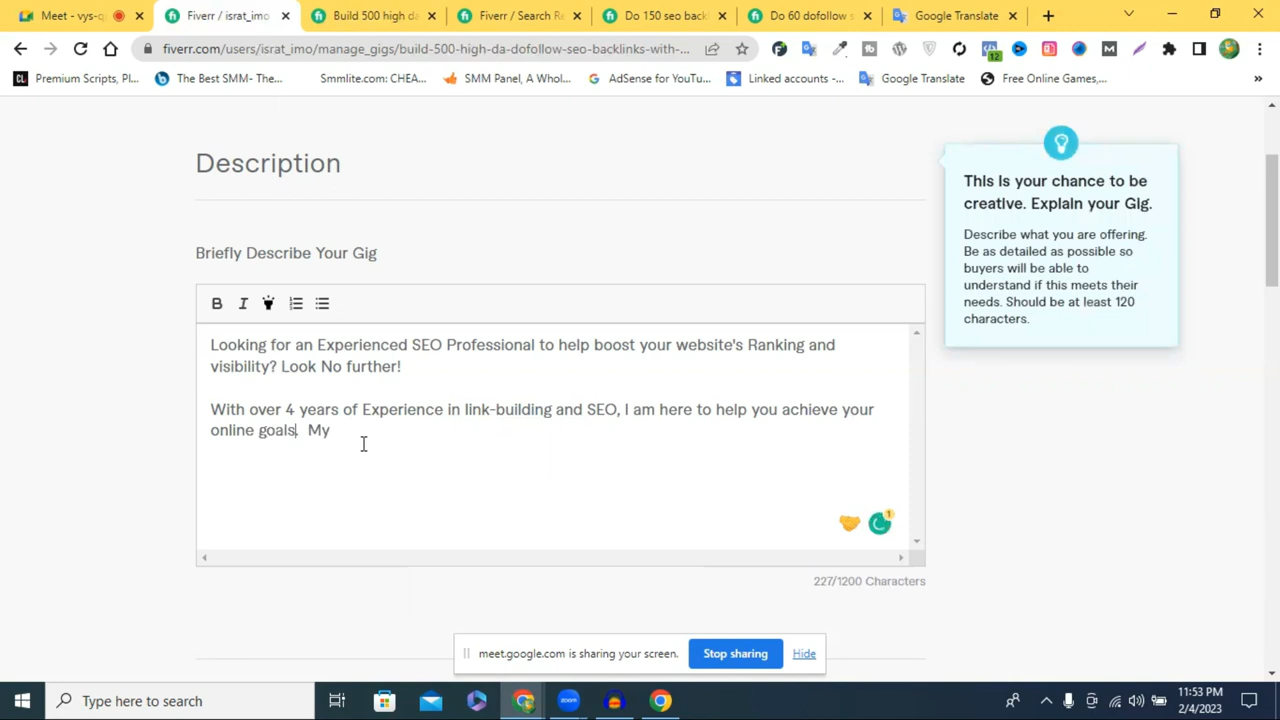 Meet - vys-q
Fiverr / israt_imo
Build 500 high da
Fiverr / Search Re
Do 150 seo back
Do 60 dofollow s
Google Translate
fiverr.com/users/israt_imo/manage_gigs/build-500-high-da-dofollow-seo-backlinks-with-...
12
Premium Scripts, Pl...
The Best SMM- The...
Smmlite.com: CHEA...
SMM Panel, A Whol...
AdSense for YouTu...
Linked accounts -...
Google Translate
Free Online Games,...
Description
Briefly Describe Your Gig
B I
Looking for an Experienced SEO Professional to help boost your website's Ranking and
visibility? Look No further!
With over 4 years of Experience in link-building and SEO, I am here to help you achieve your
online goals. My
1
227/1200 Characters
This is your chance to be
creative. Explain your Gig.
Describe what you are offering.
Be as detailed as possible so
buyers will be able to
understand if this meets their
needs. Should be at least 120
characters.
meet.google.com is sharing your screen.
Stop sharing
Hide
Type here to search
zoom
11:53 PM
2/4/2023